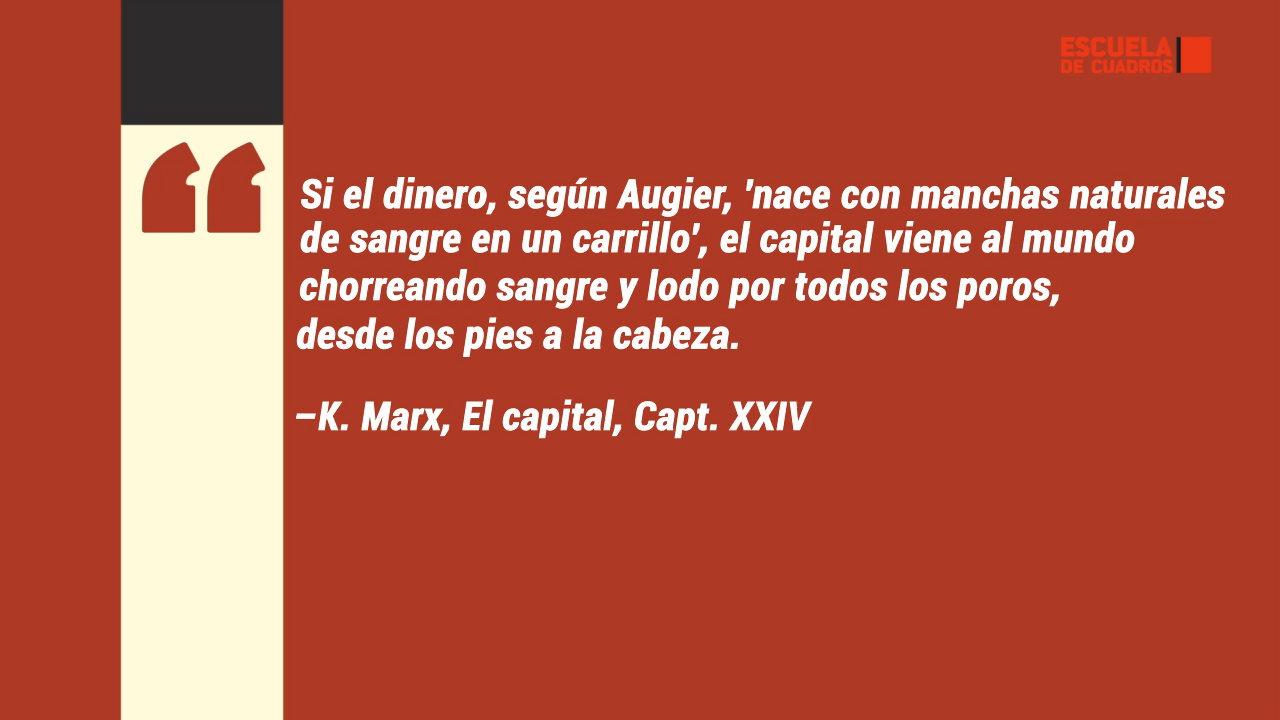 ESCUELA
DE CUADROS
Si el dinero, según Augier, 'nace con manchas naturales
de sangre en un carrillo', el capital viene al mundo
chorreando sangre y lodo por todos los poros,
desde los pies a la cabeza.
–K. Marx, El capital, Capt. XXIV